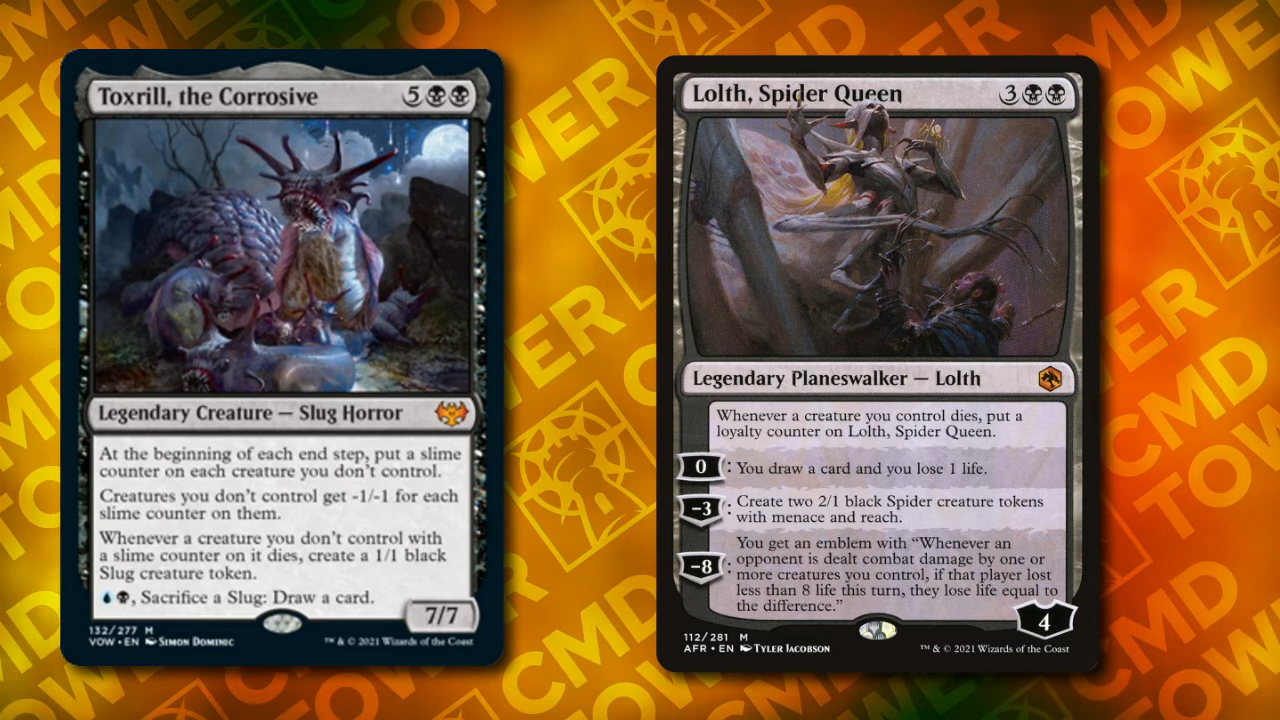 Toxrill, the Corrosive 5
Legendary Creature — Slug Horror
At the beginning of each end step, put a slime
counter on each creature you don't control.
Creatures you don't control get -1/-1 for each
slime counter on them.
Whenever a creature you don't control with
a slime counter on it dies, create a 1/1 black
Slug creature token.
, Sacrifice a Slug: Draw a card.
7/7
132/277 M
VOW • EN Simon Dominic
™ & © 2021 Wizards of the Coast
Lolth, Spider Queen 3
Legendary Planeswalker — Lolth
Whenever a creature you control dies, put a
loyalty counter on Lolth, Spider Queen.
0 : You draw a card and you lose 1 life.
-3 : Create two 2/1 black Spider creature tokens
with menace and reach.
-8 : You get an emblem with “Whenever an
opponent is dealt combat damage by one or
more creatures you control, if that player lost
less than 8 life this turn, they lose life equal to
the difference.”
4
112/281 M
AFR • EN Tyler Jacobson
™ & © 2021 Wizards of the Coast
CMD
TOWER